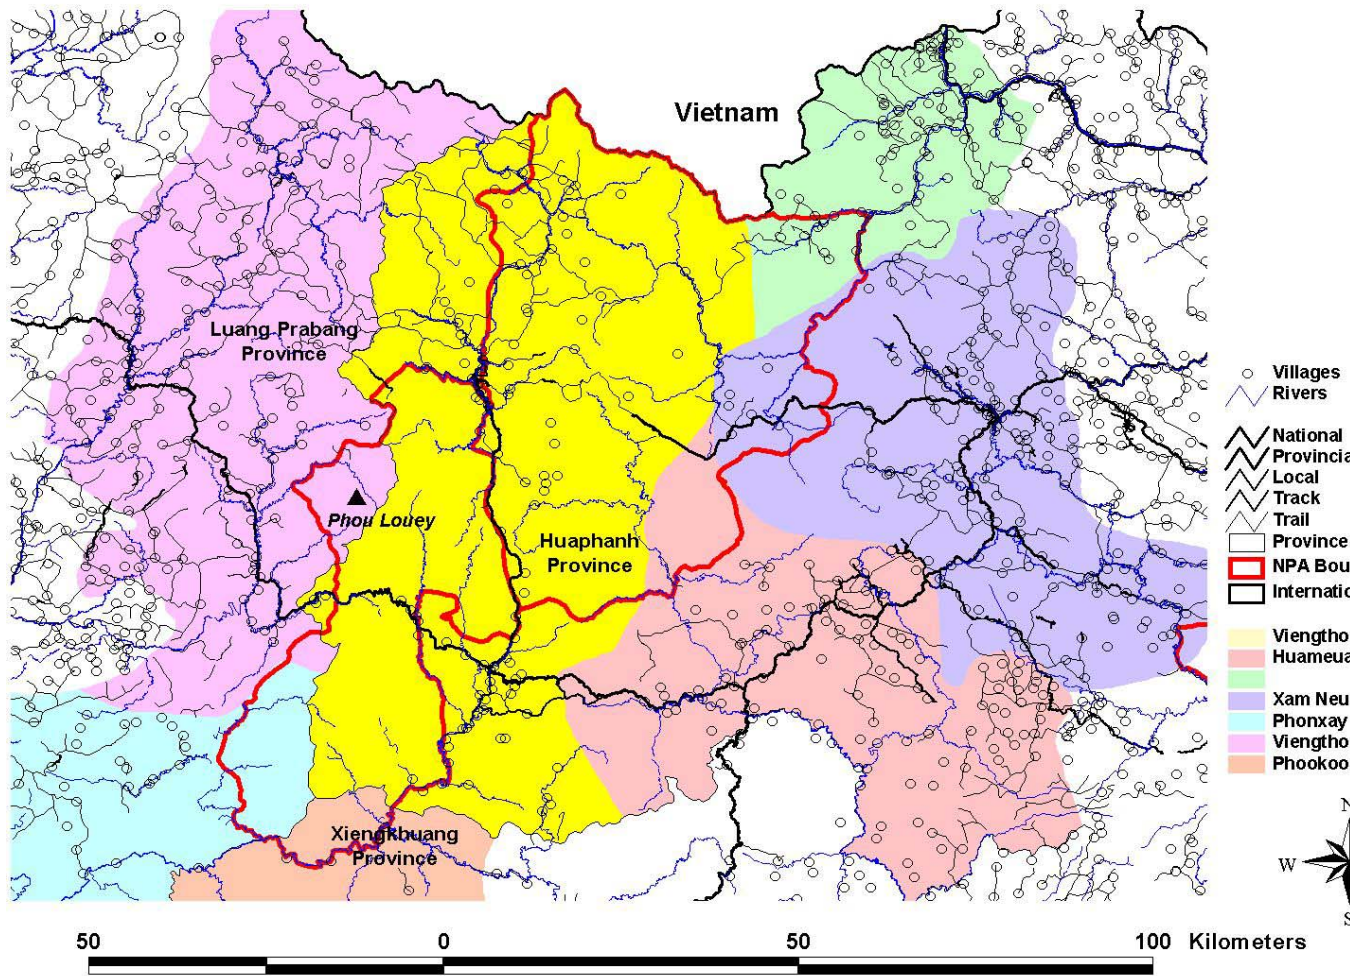 Vietnam
Luang Prabang
Province
Phou Louey
Huaphanh
Province
Xiengkhuang
Province
Villages
Rivers
National
Provincia
Local
Track
Trail
Province
NPA Bou
Internatio
Viengtho
Huameua
Xam Neu
Phonxay
Viengtho
Phookoo
N
W
S
50 0 50 100 Kilometers